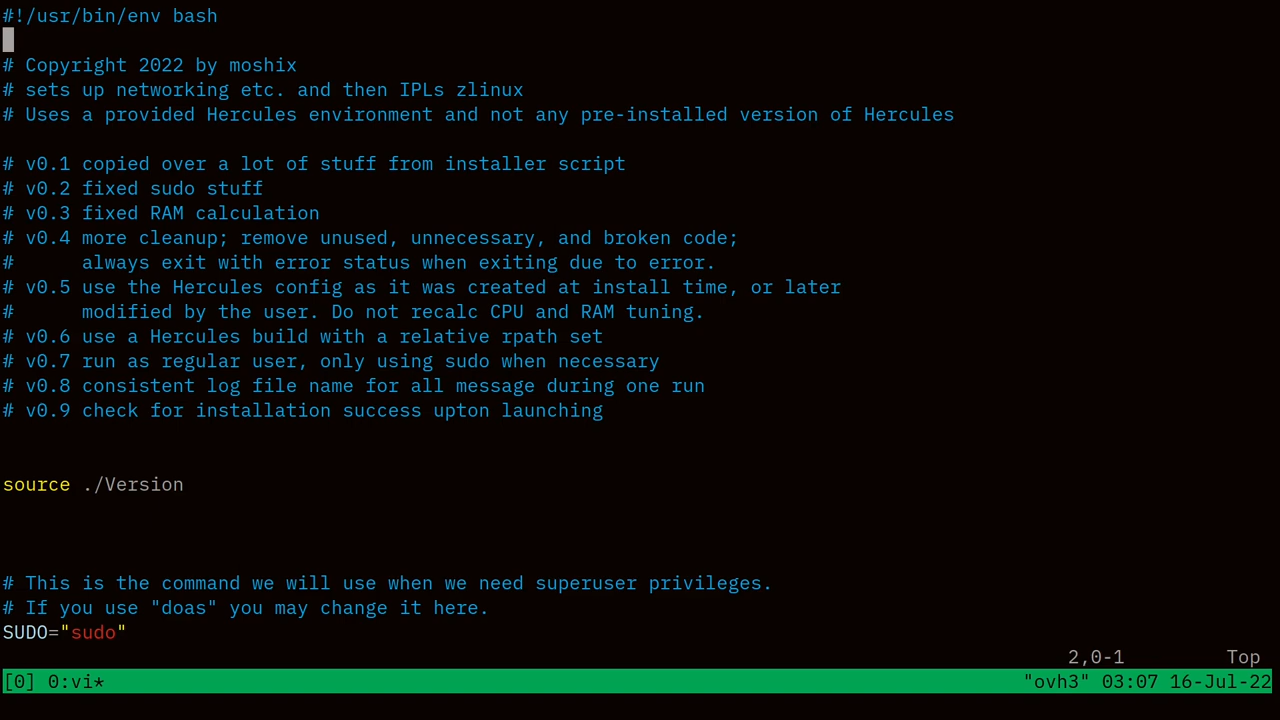 #!/usr/bin/env bash
# Copyright 2022 by moshix
# sets up networking etc. and then IPLs zlinux
# Uses a provided Hercules environment and not any pre-installed version of Hercules
# v0.1 copied over a lot of stuff from installer script
# v0.2 fixed sudo stuff
# v0.3 fixed RAM calculation
# v0.4 more cleanup; remove unused, unnecessary, and broken code;
#      always exit with error status when exiting due to error.
# v0.5 use the Hercules config as it was created at install time, or later
#      modified by the user. Do not recalc CPU and RAM tuning.
# v0.6 use a Hercules build with a relative rpath set
# v0.7 run as regular user, only using sudo when necessary
# v0.8 consistent log file name for all message during one run
# v0.9 check for installation success upton launching
source ./Version
# This is the command we will use when we need superuser privileges.
# If you use "doas" you may change it here.
SUDO="sudo"
2,0-1 Top
[0] 0:vi* "ovh3" 03:07 16-Jul-22